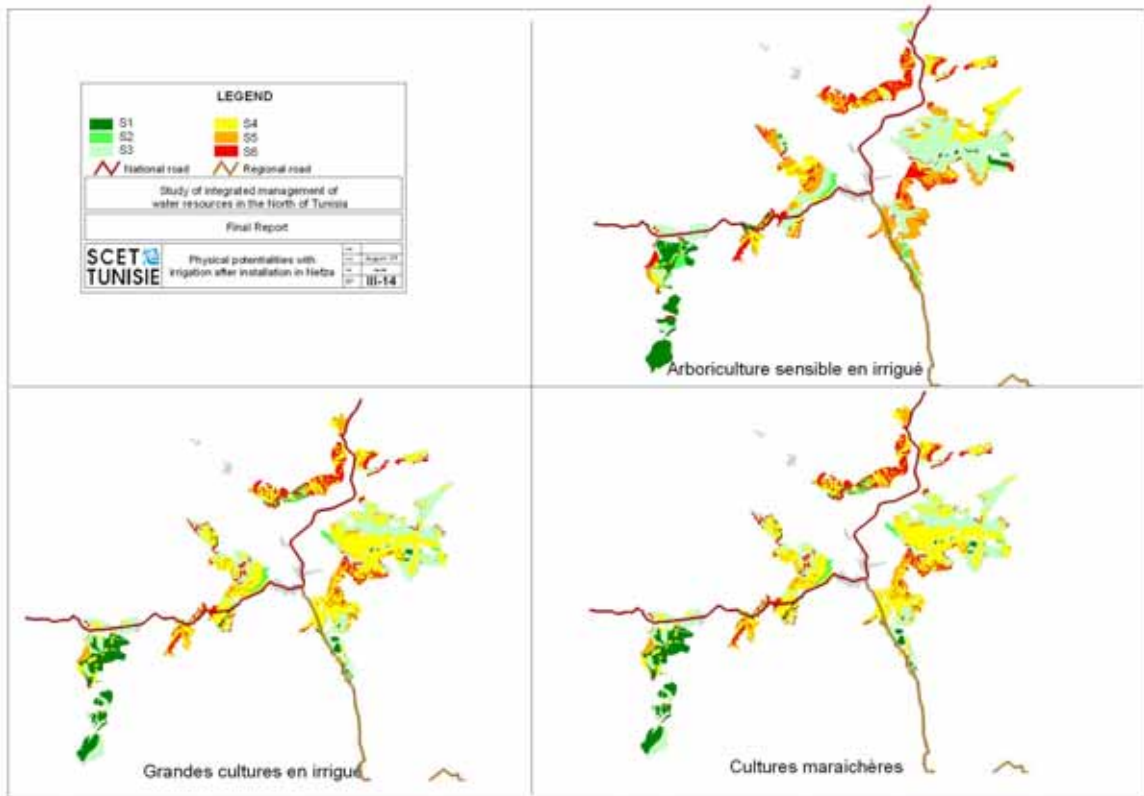 LEGEND
S1 S4
S2 S5
S3 S6
National road Regional road
Study of integrated management of
water resources in the North of Tunisia
Final Report
SCET
TUNISIE
Physical potentialities with
irrigation after installation in Nefza
August
III-14
Arboriculture sensible en irrigué
Grandes cultures en irrigué
Cultures maraichères